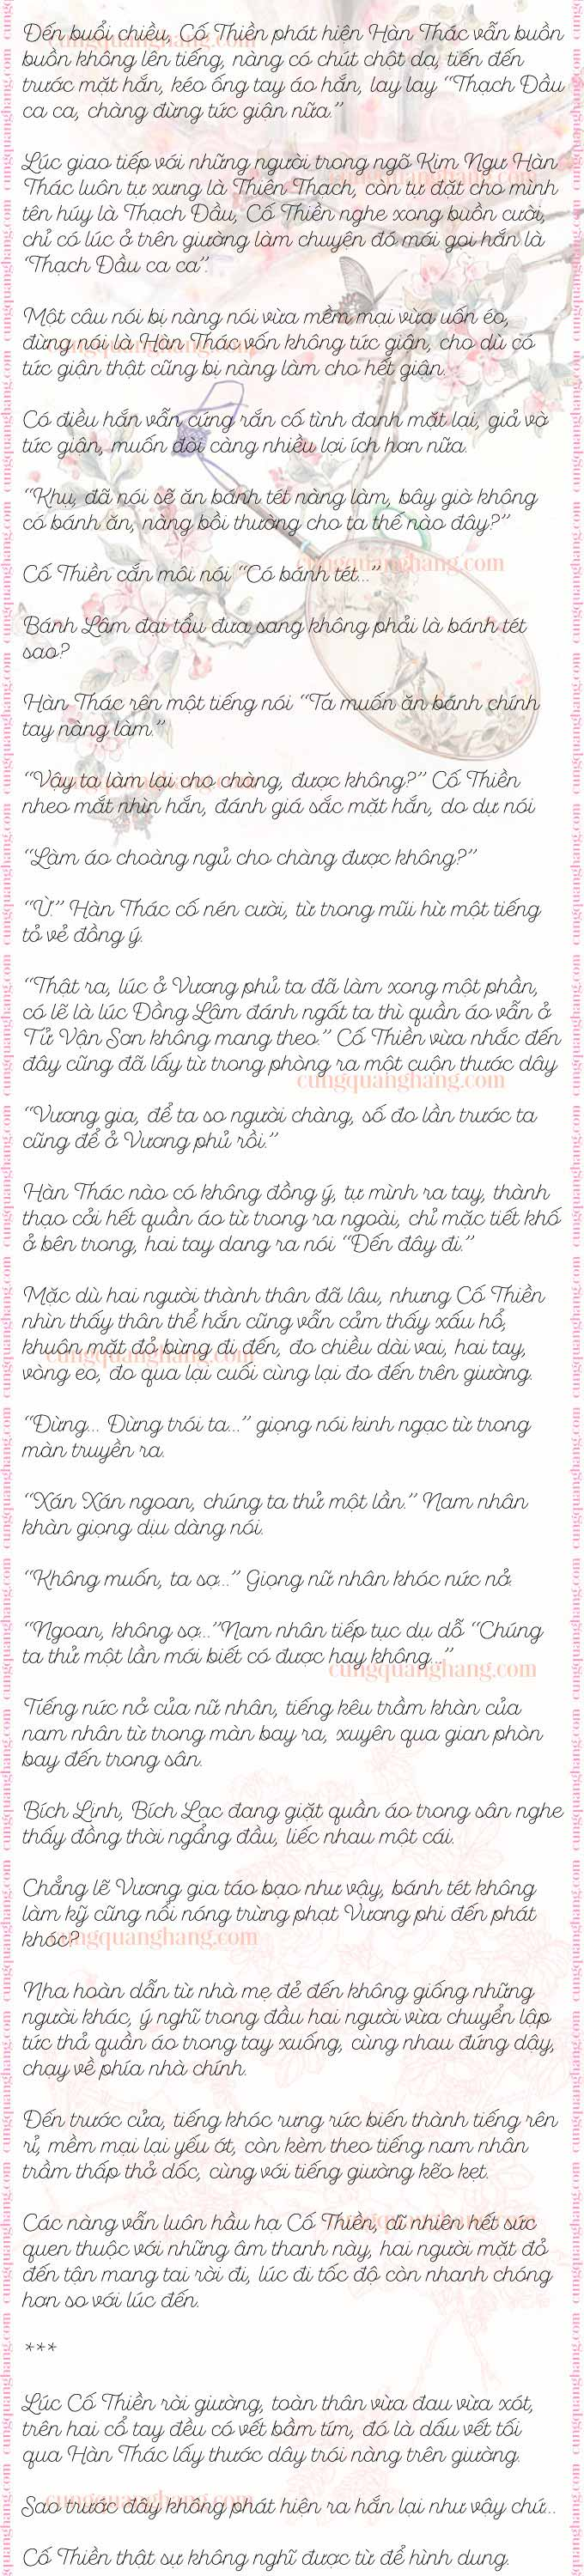 Đến buổi chiều, Cố Thiền phát hiện Hàn Thác vẫn buồn
buồn không lên tiếng, nàng có chút chột dạ, tiến đến
trước mặt hắn, kéo ống tay áo hắn, lay lay “Thạch Đầu
ca ca, chàng đừng tức giận nữa.”
Lúc giao tiếp với những người trong ngõ Kim Ngư Hàn
Thác luôn tự xưng là Thiên Thạch, còn tự đặt cho mình
tên húy là Thạch Đầu, Cố Thiền nghe xong buồn cười,
chỉ có lúc ở trên giường làm chuyện đó mới gọi hắn là
“Thạch Đầu ca ca”.
Một câu nói bị nàng nói vừa mềm mại vừa uốn éo,
đừng nói là Hàn Thác vốn không tức giận, cho dù có
tức giận thật cũng bị nàng làm cho hết giận.
Có điều hắn vẫn cứng rắn cố tình đanh mặt lại, giả vờ
tức giận, muốn đòi càng nhiều lợi ích hơn nữa.
“Khụ, đã nói sẽ ăn bánh tét nàng làm, bây giờ không
có bánh ăn, nàng bồi thường cho ta thế nào đây?”
cungquanghang.com
Cố Thiền cắn môi nói “Có bánh tét...”
Bánh Lâm đại tẩu đưa sang không phải là bánh tét
sao?
Hàn Thác rên một tiếng nói “Ta muốn ăn bánh chính
tay nàng làm.”
“Vậy ta làm lại cho chàng, được không?” Cố Thiền
nheo mắt nhìn hắn, đánh giá sắc mặt hắn, do dự nói
“Làm áo choàng ngủ cho chàng được không?”
“Ừ.” Hàn Thác cố nén cười, từ trong mũi hừ một tiếng
tỏ vẻ đồng ý.
“Thật ra, lúc ở Vương phủ ta đã làm xong một phần,
có lẽ là lúc Đồng Lâm đánh ngất ta thì quần áo vẫn ở
Tử Vân Sơn không mang theo.” Cố Thiền vừa nhắc đến
đây cũng đã lấy từ trong phòng ra một cuộn thước dây
cungquanghang.com
“Vương gia, để ta so người chàng, số đo lần trước ta
cũng để ở Vương phủ rồi.”
Hàn Thác nào có không đồng ý, tự mình ra tay, thành
thạo cởi hết quần áo từ trong ra ngoài, chỉ mặc tiết khố
ở bên trong, hai tay dang ra nói “Đến đây đi.”
Mặc dù hai người thành thân đã lâu, nhưng Cố Thiền
nhìn thấy thân thể hắn cũng vẫn cảm thấy xấu hổ,
khuôn mặt đỏ bừng đi đến, đo chiều dài vai, hai tay,
cungquanghang.com
vòng eo, đo qua lại cuối cùng lại đo đến trên giường.
“Đừng... Đừng trói ta...” giọng nói kinh ngạc từ trong
màn truyền ra.
“Xán Xán ngoan, chúng ta thử một lần.” Nam nhân
khàn giọng dịu dàng nói.
“Không muốn, ta sợ...” Giọng nữ nhân khóc nức nở.
“Ngoan, không sợ...”Nam nhân tiếp tục dụ dỗ “Chúng
ta thử một lần mới biết có được hay không...”
cungquanghang.com
Tiếng nức nở của nữ nhân, tiếng kêu trầm khàn của
nam nhân từ trong màn bay ra, xuyên qua gian phòn
bay đến trong sân.
Bích Linh, Bích Lạc đang giặt quần áo trong sân nghe
thấy đồng thời ngẩng đầu, liếc nhau một cái.
Chẳng lẽ Vương gia táo bạo như vậy, bánh tét không
làm kỹ cũng nổi nóng trừng phạt Vương phi đến phát
khóc?
cungquanghang.com
Nha hoàn dẫn từ nhà mẹ đẻ đến không giống những
người khác, ý nghĩ trong đầu hai người vừa chuyển lập
tức thả quần áo trong tay xuống, cùng nhau đứng dậy,
chạy về phía nhà chính.
Đến trước cửa, tiếng khóc rưng rức biến thành tiếng rên
rỉ, mềm mại lại yếu ớt, còn kèm theo tiếng nam nhân
trầm thấp thở dốc, cùng với tiếng giường kẽo kẹt.
Các nàng vẫn luôn hầu hạ Cố Thiền, dĩ nhiên hết sức
quen thuộc với những âm thanh này, hai người mặt đỏ
đến tận mang tai rời đi, lúc đi tốc độ còn nhanh chóng
hơn so với lúc đến.
***
Lúc Cố Thiền rời giường, toàn thân vừa đau vừa xót,
trên hai cổ tay đều có vết bầm tím, đó là dấu vết tối
qua Hàn Thác lấy thước dây trói nàng trên giường.
cungquanghang.com
Sao trước đây không phát hiện ra hắn lại như vậy chứ...
Cố Thiền thật sự không nghĩ được từ để hình dung.